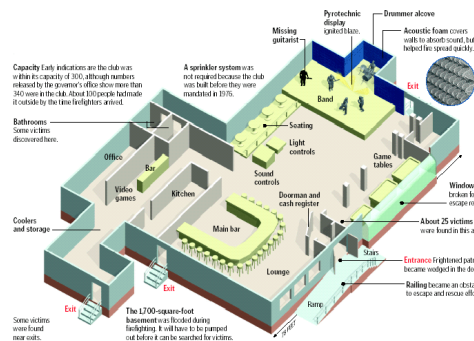 Missing
guitarist
Pyrotechnic
display
ignited blaze.
Drummer alcove
Acoustic foam covers
walls to absorb sound, but
helped fire spread quickly.
Capacity Early indications are the club was
within its capacity of 300, although numbers
released by the governor's office show more than
340 were in the club. About 100 people had made
it outside by the time firefighters arrived.
A sprinkler system was
not required because the club
was built before they were
mandated in 1976.
Exit
Band
Bathrooms
Some victims
discovered here.
Seating
Office
Bar
Light
controls
Game
tables
Video
games
Kitchen
Sound
controls
Doorman and
cash register
Window
broken fo
escape ro
Coolers
and storage
Main bar
About 25 victims
were found in this a
Lounge
Stairs
Entrance Frightened patr
became wedged in the do
Exit
Exit
Ramp
Railing became an obsta
to escape and rescue effo
Some victims
were found
near exits.
The 1,700-square-foot
basement was flooded during
firefighting. It will have to be pumped
out before it can be searched for victims.
FEET